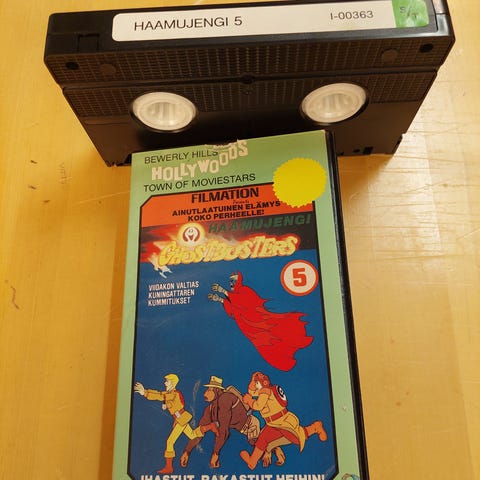 HAAMUJENGI 5 I-00363
BEWERLY HILLS
HOLLYWOODS
TOWN OF MOVIESTARS
FILMATION
Presents
AINUTLAATUINEN ELÄMYS
KOKO PERHEELLE!
HAAMUJENGI
GHOSTBUSTERS
5
VIIDAKON VALTIAS
KUNINGATTAREN
KUMMITUKSET
IHASTUT, RAKASTUT HEIHIN!